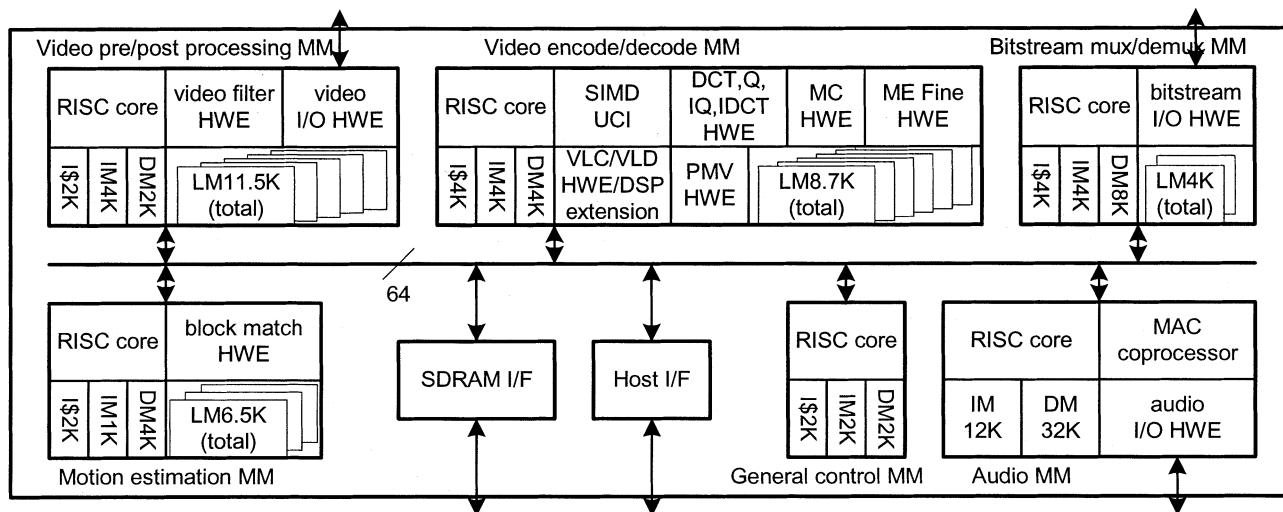 Video pre/post processing MM
RISC core
video filter
HWE
video
I/O HWE
I$2K
IM4K
DM2K
LM11.5K
(total)
Video encode/decode MM
RISC core
SIMD
UCI
DCT,Q,
IQ,IDCT
HWE
MC
HWE
ME Fine
HWE
I$4K
IM4K
DM4K
VLC/VLD
HWE/DSP
extension
PMV
HWE
LM8.7K
(total)
Bitstream mux/demux MM
RISC core
bitstream
I/O HWE
I$4K
IM4K
DM8K
LM4K
(total)
64
RISC core
block match
HWE
I$2K
IM1K
DM4K
LM6.5K
(total)
Motion estimation MM
SDRAM I/F
Host I/F
RISC core
I$2K
IM2K
DM2K
General control MM
RISC core
MAC
coprocessor
IM
12K
DM
32K
audio
I/O HWE
Audio MM